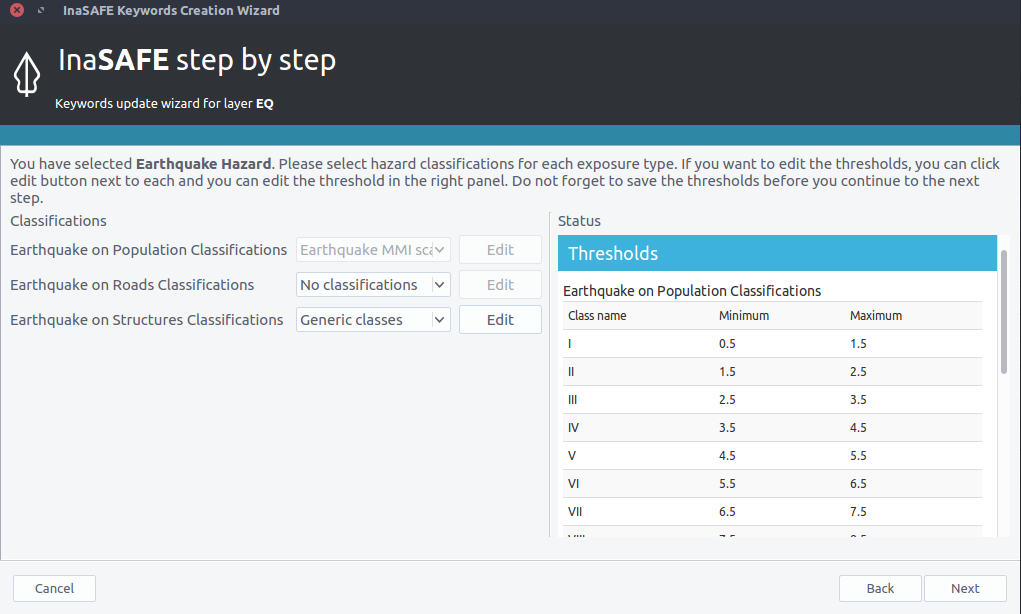 InaSAFE Keywords Creation Wizard
InaSAFE step by step
Keywords update wizard for layer EQ
You have selected Earthquake Hazard. Please select hazard classifications for each exposure type. If you want to edit the thresholds, you can click
edit button next to each and you can edit the threshold in the right panel. Do not forget to save the thresholds before you continue to the next
step.
Classifications
Earthquake on Population Classifications Earthquake MMI sca Edit
Earthquake on Roads Classifications No classifications Edit
Earthquake on Structures Classifications Generic classes Edit
Status
Thresholds
Earthquake on Population Classifications
Class name Minimum Maximum
I 0.5 1.5
II 1.5 2.5
III 2.5 3.5
IV 3.5 4.5
V 4.5 5.5
VI 5.5 6.5
VII 6.5 7.5
Cancel Back Next